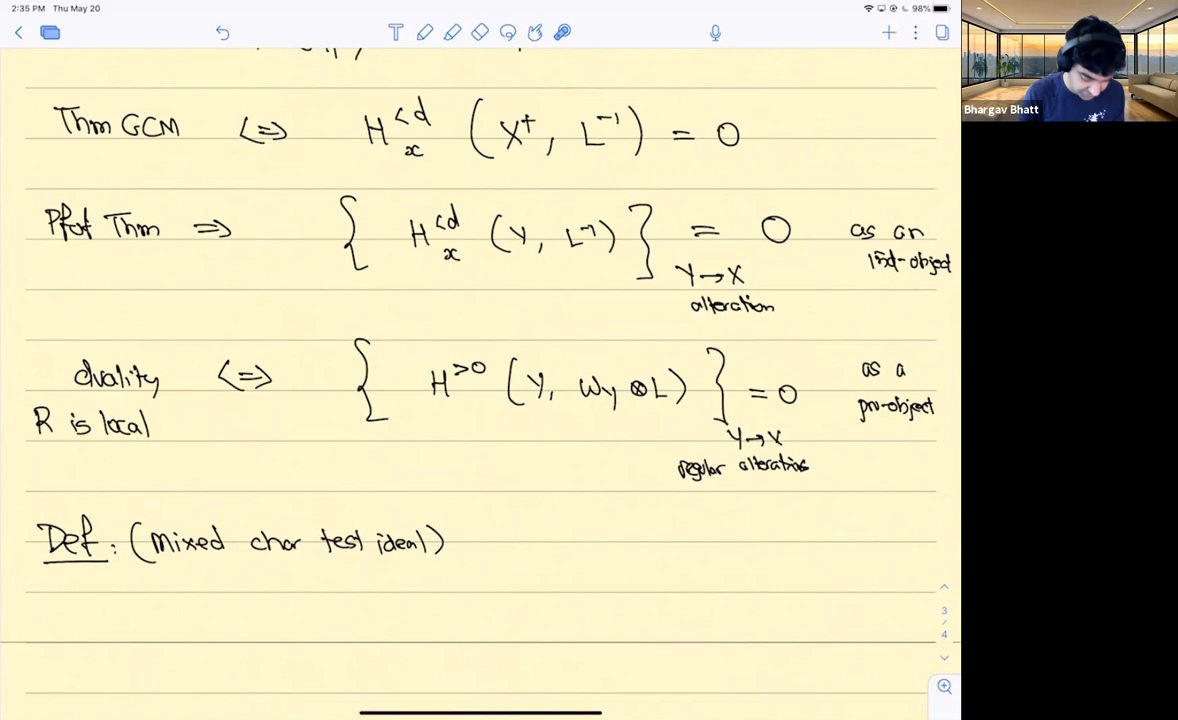 2:35 PM Thu May 20
98%
Bhargav Bhatt
Thm GCM <=> H^{<d}_x (X^+, L^{-1}) = 0
Pf of Thm => { H^{<d}_x (Y, L^{-1}) }_{Y→X alteration} = 0 as an ind-object
duality <=> { H^{>0} (Y, ω_Y ⊗ L) }_{Y→X regular alterations} = 0 as a pro-object
R is local
Def: (Mixed char test ideal)
3
/
4